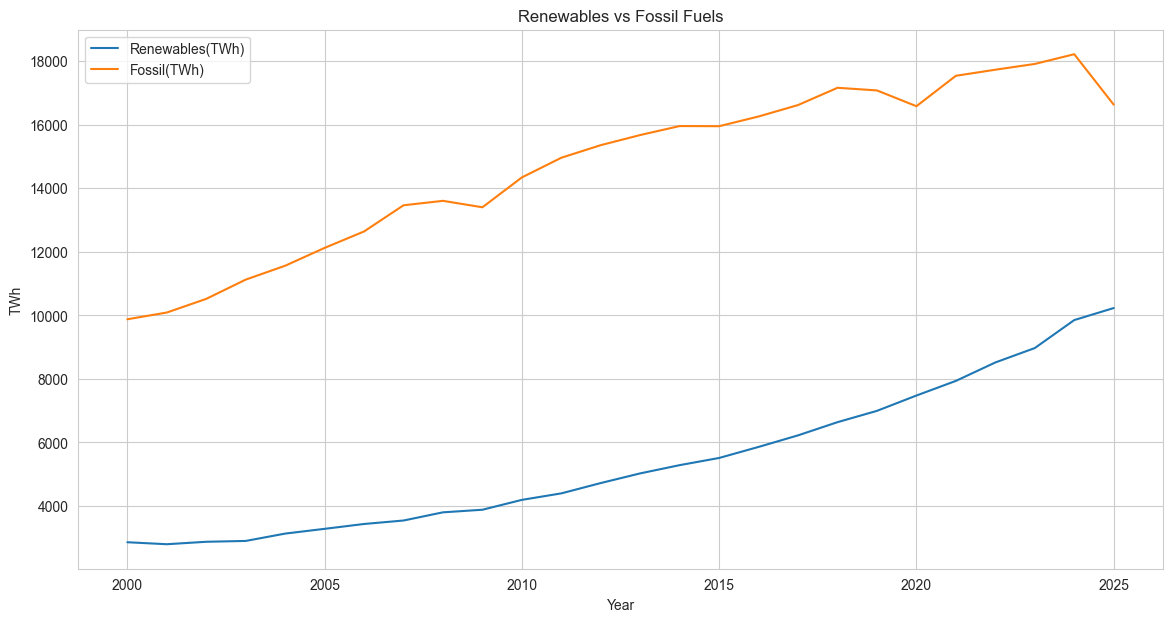 Renewables vs Fossil Fuels
Renewables(TWh)
Fossil(TWh)
18000
16000
14000
12000
10000
8000
6000
4000
TWh
2000 2005 2010 2015 2020 2025
Year